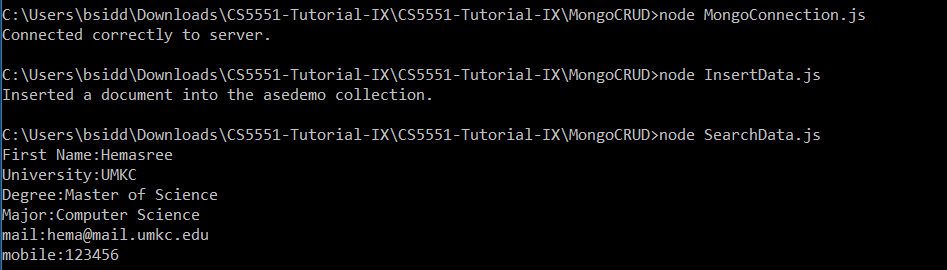 C:\Users\bsidd\Downloads\CS5551-Tutorial-IX\CS5551-Tutorial-IX\MongoCRUD>node MongoConnection.js
Connected correctly to server.
C:\Users\bsidd\Downloads\CS5551-Tutorial-IX\CS5551-Tutorial-IX\MongoCRUD>node InsertData.js
Inserted a document into the asedemo collection.
C:\Users\bsidd\Downloads\CS5551-Tutorial-IX\CS5551-Tutorial-IX\MongoCRUD>node SearchData.js
First Name:Hemasree
University:UMKC
Degree:Master of Science
Major:Computer Science
mail:hema@mail.umkc.edu
mobile:123456